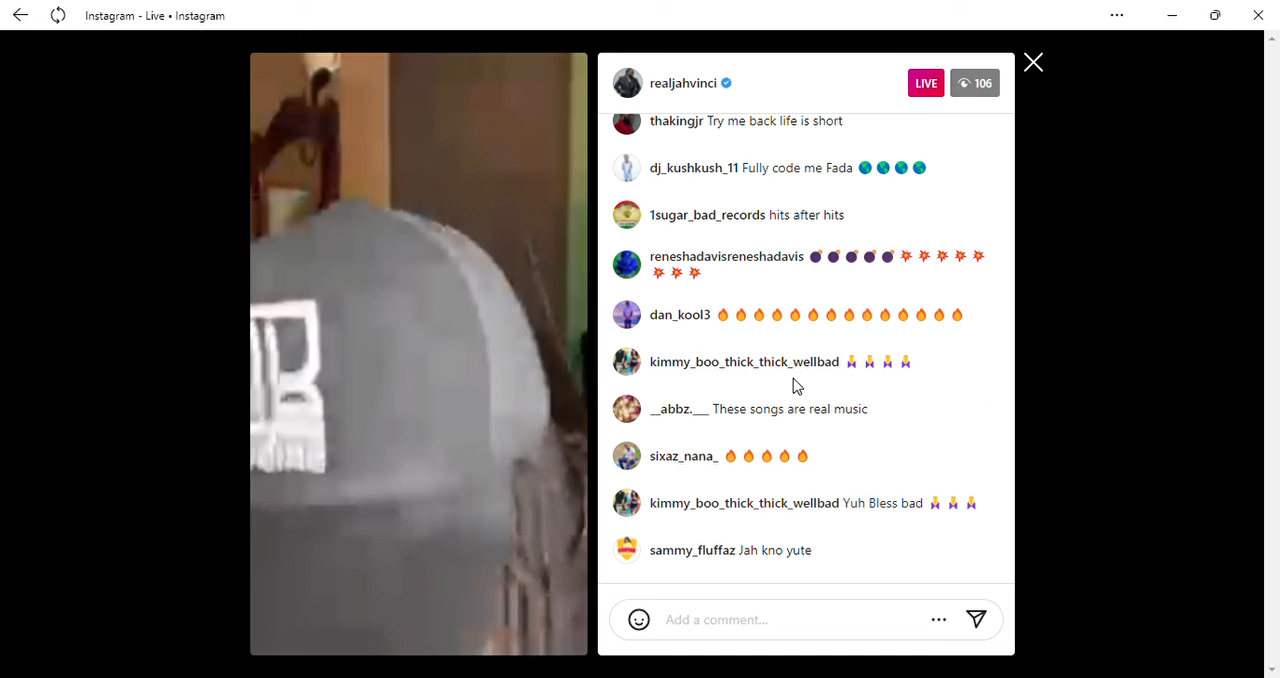 Instagram - Live • Instagram
realjahvinci
LIVE
106
thakingjr Try me back life is short
dj_kushkush_11 Fully code me Fada 🌎 🌎 🌎 🌎
1sugar_bad_records hits after hits
reneshadavisreneshadavis 💣 💣 💣 💣 💣 💥 💥 💥 💥 💥
💥 💥 💥
dan_kool3 🔥 🔥 🔥 🔥 🔥 🔥 🔥 🔥 🔥 🔥 🔥 🔥 🔥 🔥
kimmy_boo_thick_thick_wellbad 🙏 🙏 🙏 🙏
__abbz.___ These songs are real music
sixaz_nana_ 🔥 🔥 🔥 🔥 🔥
kimmy_boo_thick_thick_wellbad Yuh Bless bad 🙏 🙏 🙏
sammy_fluffaz Jah kno yute
Add a comment...